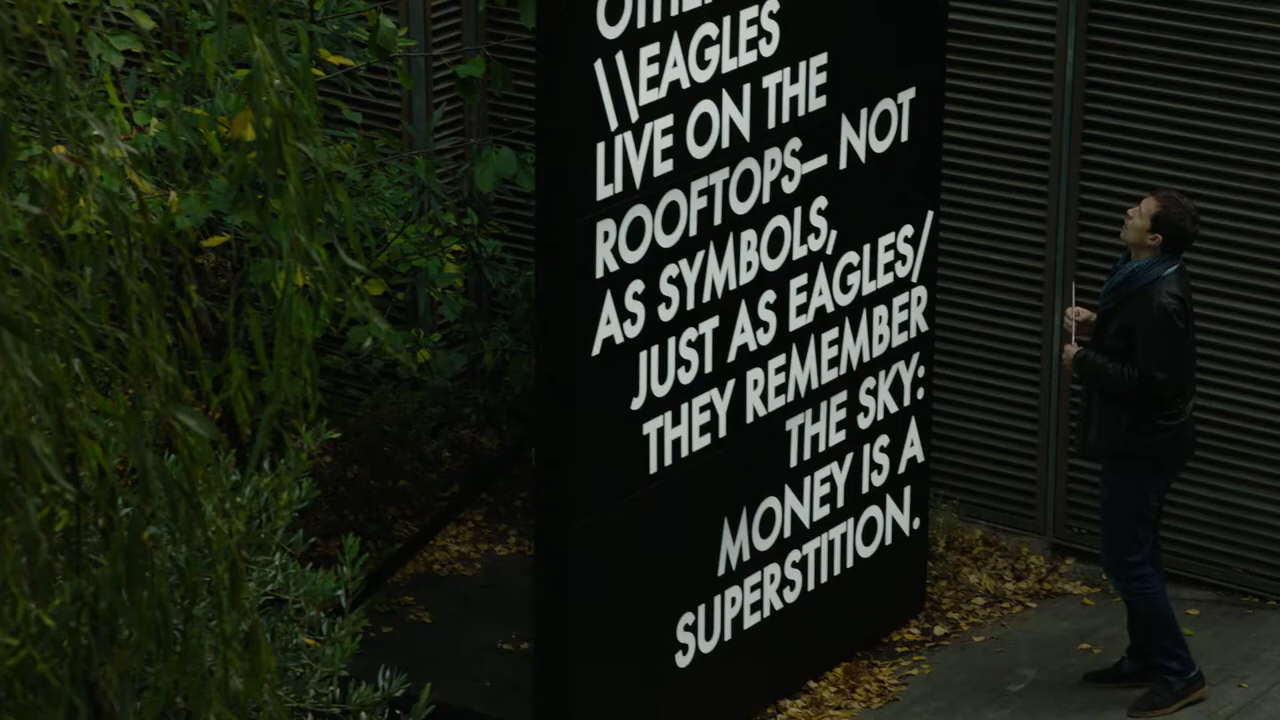 \\EAGLES
LIVE ON THE
ROOFTOPS— NOT
AS SYMBOLS,
JUST AS EAGLES/
THEY REMEMBER
THE SKY:
MONEY IS A
SUPERSTITION.